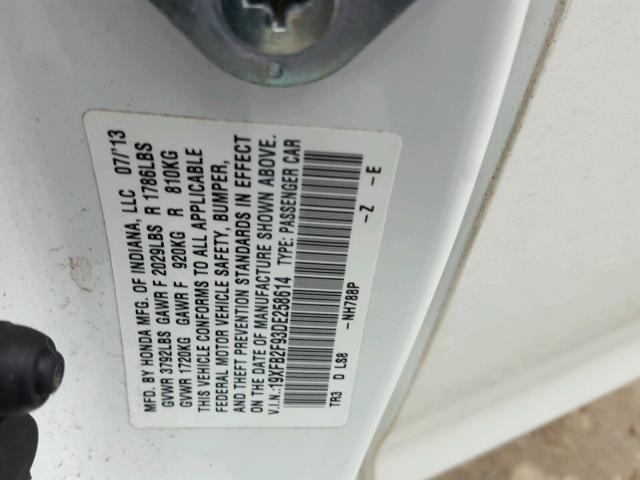 MFD. BY HONDA MFG. OF INDIANA, LLC 07/'13
GVWR 3792LBS GAWR F 2029LBS R 1786LBS
GVWR 1720KG GAWR F 920KG R 810KG
THIS VEHICLE CONFORMS TO ALL APPLICABLE
FEDERAL MOTOR VEHICLE SAFETY, BUMPER,
AND THEFT PREVENTION STANDARDS IN EFFECT
ON THE DATE OF MANUFACTURE SHOWN ABOVE.
V.I.N.:19XFB2F93DE258614 TYPE: PASSENGER CAR
TR3 D LS8 -NH788P -Z -E